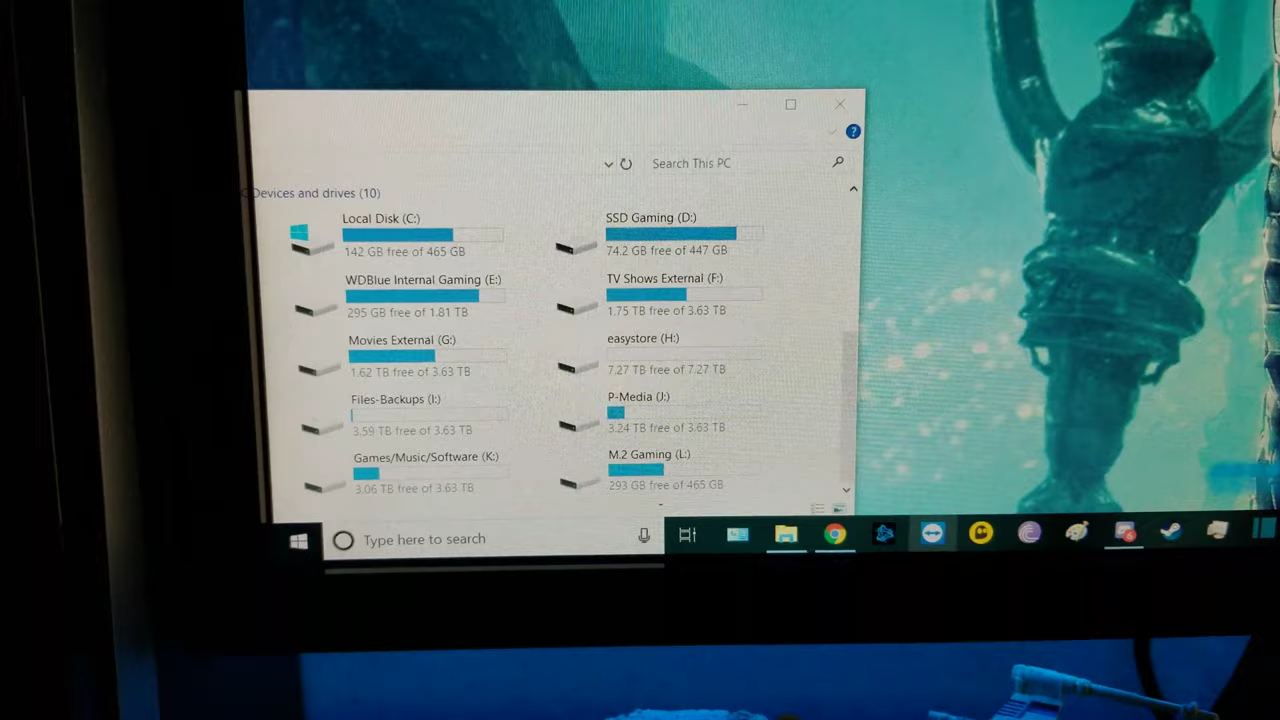 Search This PC
Devices and drives (10)
Local Disk (C:)
142 GB free of 465 GB
SSD Gaming (D:)
74.2 GB free of 447 GB
WDBlue Internal Gaming (E:)
295 GB free of 1.81 TB
TV Shows External (F:)
1.75 TB free of 3.63 TB
Movies External (G:)
1.62 TB free of 3.63 TB
easystore (H:)
7.27 TB free of 7.27 TB
Files-Backups (I:)
3.59 TB free of 3.63 TB
P-Media (J:)
3.24 TB free of 3.63 TB
Games/Music/Software (K:)
3.06 TB free of 3.63 TB
M.2 Gaming (L:)
293 GB free of 465 GB
Type here to search